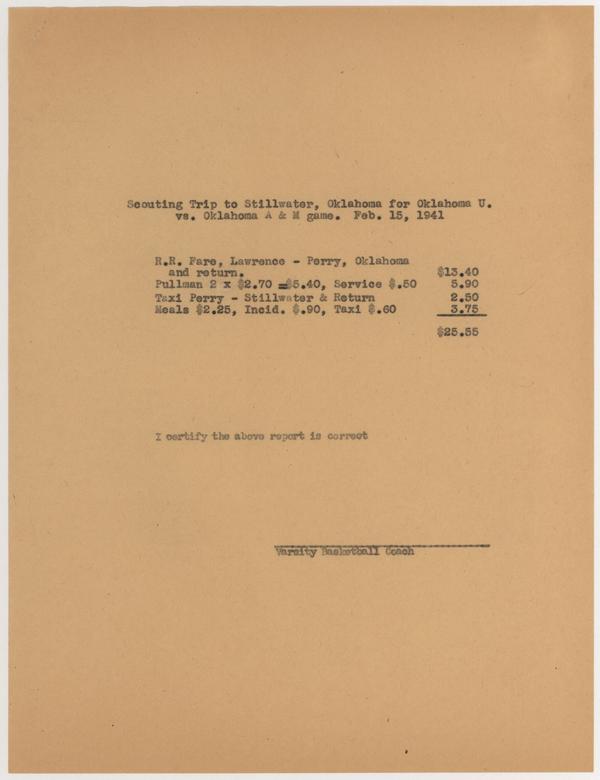 Scouting Trip to Stillwater, Oklahoma for Oklahoma U.
vs. Oklahoma A & M game. Feb. 15, 1941
R.R. Fare, Lawrence - Perry, Oklahoma
and return. $13.40
Pullman 2 x $2.70 =$5.40, Service $.50 5.90
Taxi Perry - Stillwater & Return 2.50
Meals $2.25, Incid. $.90, Taxi $.60 3.75
$25.55
I certify the above report is correct
Varsity Basketball Coach